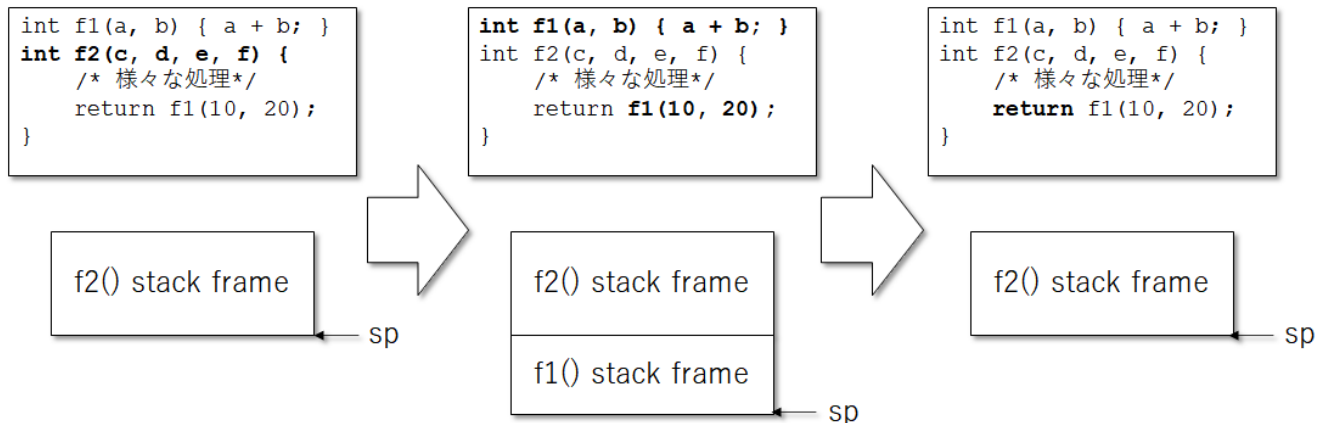 int f1(a, b) { a + b; }
int f2(c, d, e, f) {
    /* 様々な処理*/
    return f1(10, 20);
}
f2() stack frame
sp
int f1(a, b) { a + b; }
int f2(c, d, e, f) {
    /* 様々な処理*/
    return f1(10, 20);
}
f2() stack frame
f1() stack frame
sp
int f1(a, b) { a + b; }
int f2(c, d, e, f) {
    /* 様々な処理*/
    return f1(10, 20);
}
f2() stack frame
sp